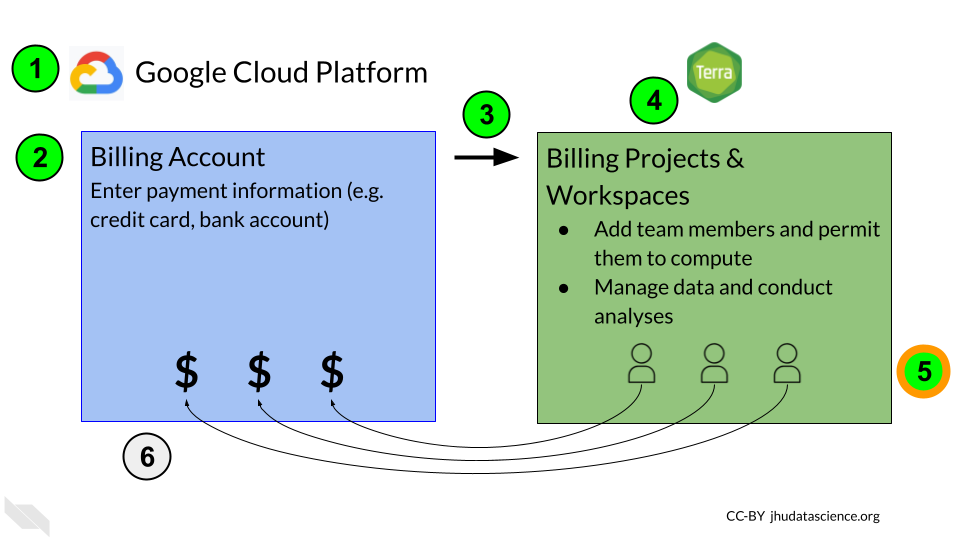 1
Google Cloud Platform
Terra
3
4
2
Billing Account
Enter payment information (e.g.
credit card, bank account)
$ $ $
Billing Projects &
Workspaces
● Add team members and permit
them to compute
● Manage data and conduct
analyses
5
6
CC-BY jhudatascience.org